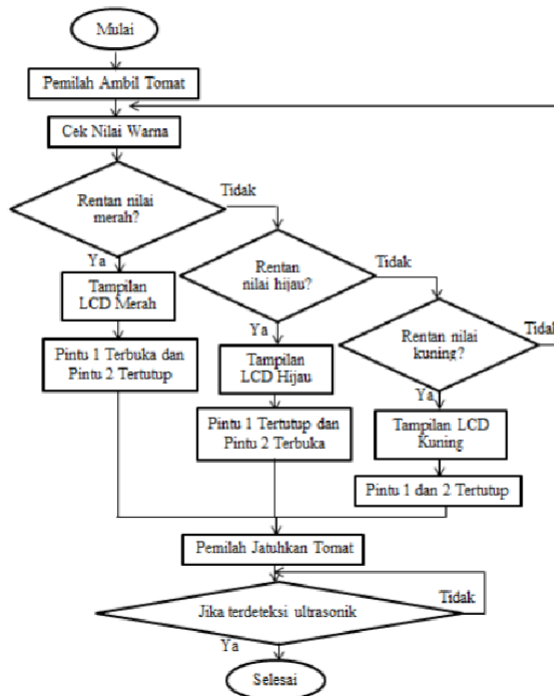 Mulai
Pemilah Ambil Tomat
Cek Nilai Warna
Rentan nilai
merah?
Tidak
Ya
Tampilan
LCD Merah
Pintu 1 Terbuka dan
Pintu 2 Tertutup
Rentan
nilai hijau?
Tidak
Ya
Tampilan
LCD Hijau
Pintu 1 Tertutup dan
Pintu 2 Terbuka
Rentan nilai
kuning?
Tidak
Ya
Tampilan LCD
Kuning
Pintu 1 dan 2 Tertutup
Pemilah Jatuhkan Tomat
Jika terdeteksi ultrasonik
Tidak
Ya
Selesai